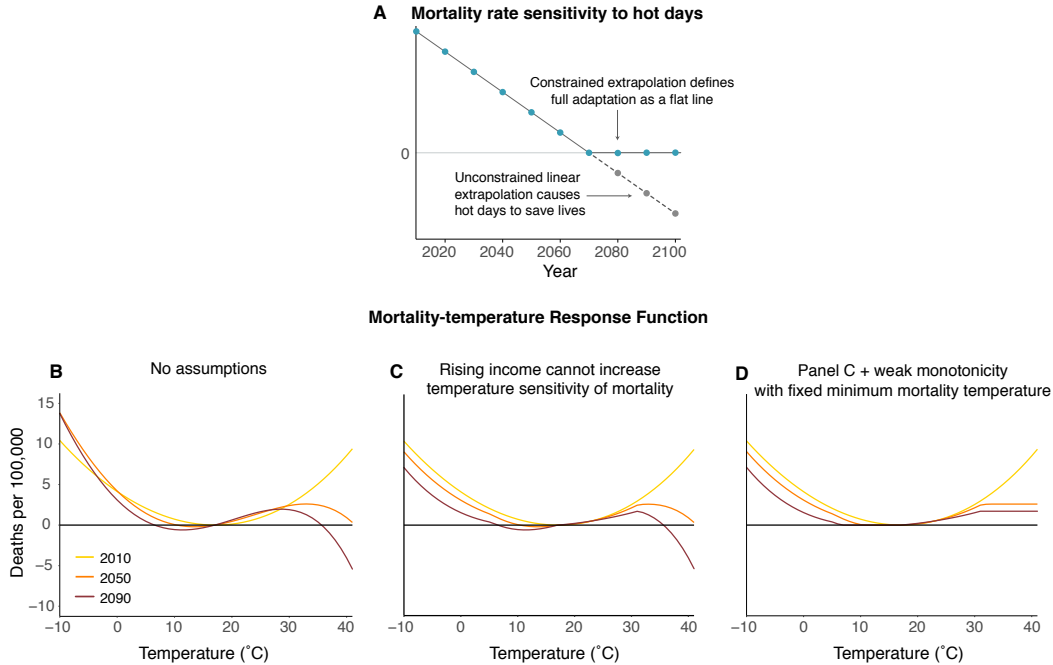 A Mortality rate sensitivity to hot days
Constrained extrapolation defines
full adaptation as a flat line
0
Unconstrained linear
extrapolation causes
hot days to save lives
2020 2040 2060 2080 2100
Year
Mortality-temperature Response Function
B No assumptions
15
10
5
0
−5
−10
Deaths per 100,000
2010
2050
2090
−10 0 10 20 30 40
Temperature (˚C)
C Rising income cannot increase
temperature sensitivity of mortality
−10 0 10 20 30 40
Temperature (˚C)
D Panel C + weak monotonicity
with fixed minimum mortality temperature
−10 0 10 20 30 40
Temperature (˚C)